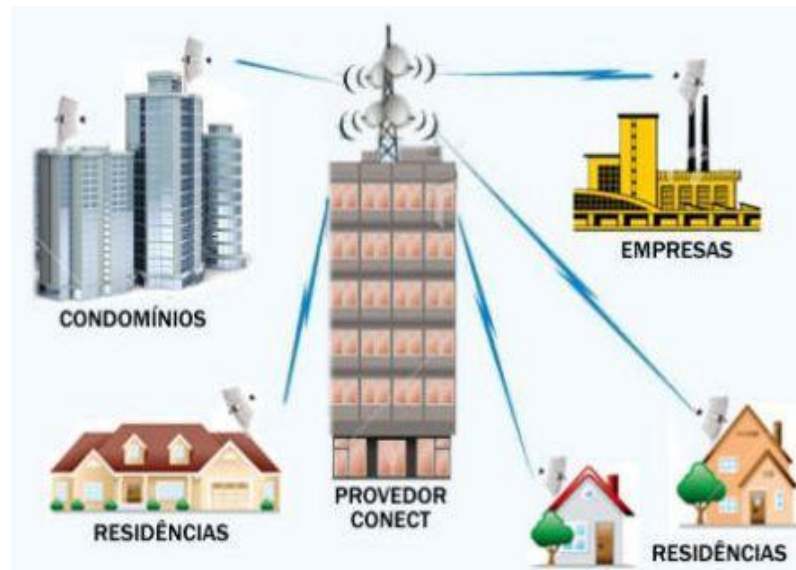 CONDOMÍNIOS
EMPRESAS
RESIDÊNCIAS
PROVEDOR
CONECT
RESIDÊNCIAS